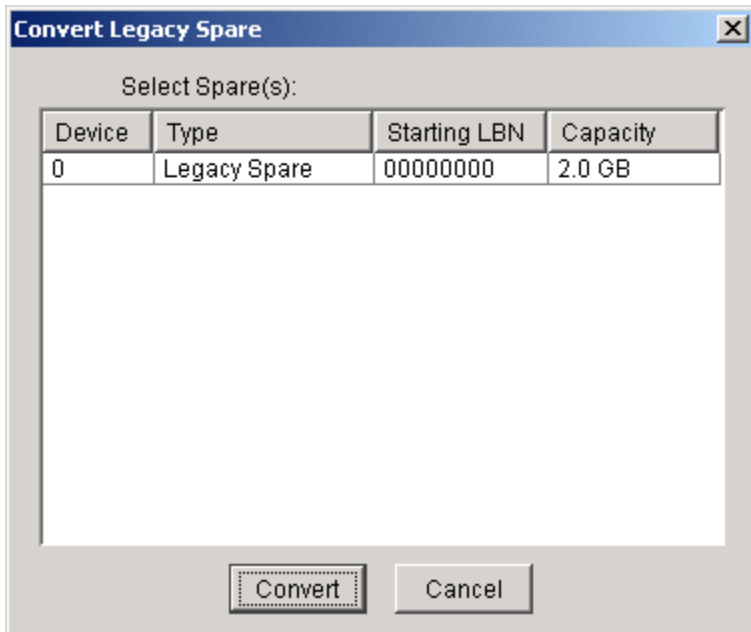 Convert Legacy Spare
Select Spare(s):
Device Type Starting LBN Capacity
0 Legacy Spare 00000000 2.0 GB
Convert Cancel